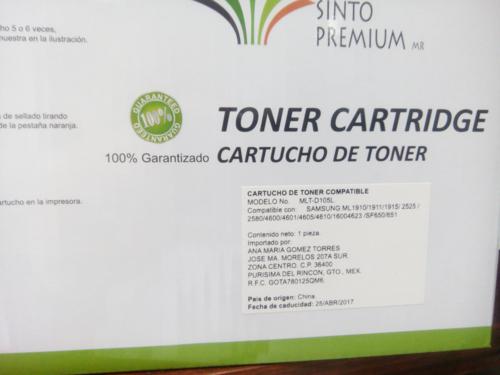 SINTO
PREMIUM MR
ho 5 o 6 veces,
nuestra en la ilustración.
GUARANTEED
100%
GUARANTEED
a de sellado tirando
de la pestaña naranja.
TONER CARTRIDGE
100% Garantizado CARTUCHO DE TONER
artucho en la impresora.
CARTUCHO DE TONER COMPATIBLE
MODELO No. MLT-D105L
Compatible con: SAMSUNG ML1910/1911/1915/ 2525 /
2580/4600/4601/4605/4610/16004623 /SF650/651
Contenido neto: 1 pieza.
Importado por:
ANA MARIA GOMEZ TORRES
JOSE MA. MORELOS 207A SUR.
ZONA CENTRO. C.P. 36400
PURISIMA DEL RINCON, GTO., MEX.
R.F.C. GOTA780125QM6.
País de origen: China.
Fecha de caducidad: 25/ABR/2017